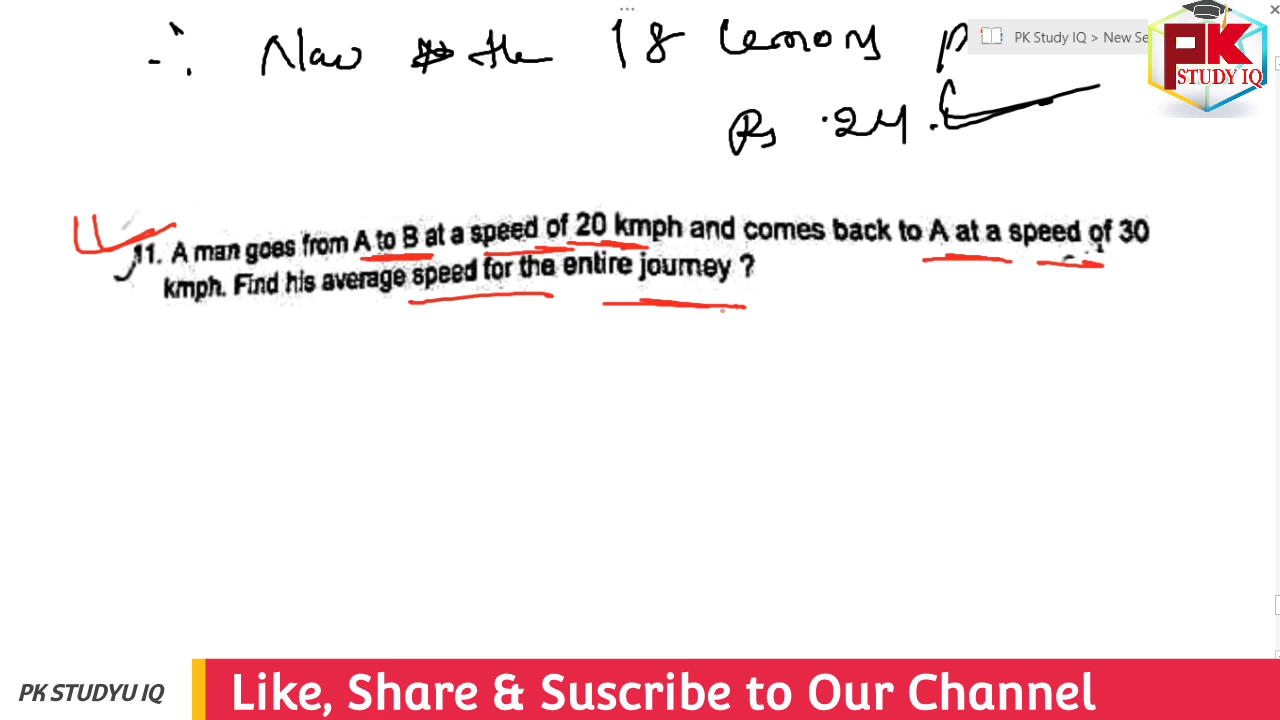 ∴ Now the 18 lemons p
PK Study IQ > New Se
PK
STUDY IQ
Rs . 24.
11. A man goes from A to B at a speed of 20 kmph and comes back to A at a speed of 30
kmph. Find his average speed for the entire journey ?
PK STUDYU IQ
Like, Share & Suscribe to Our Channel